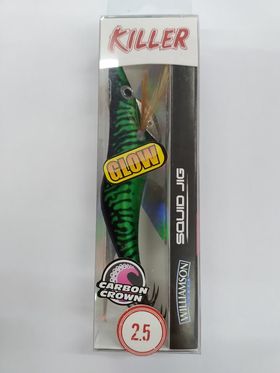 KILLER
GLOW
SQUID JIG
WILLIAMSON
CARBON
CROWN
2.5